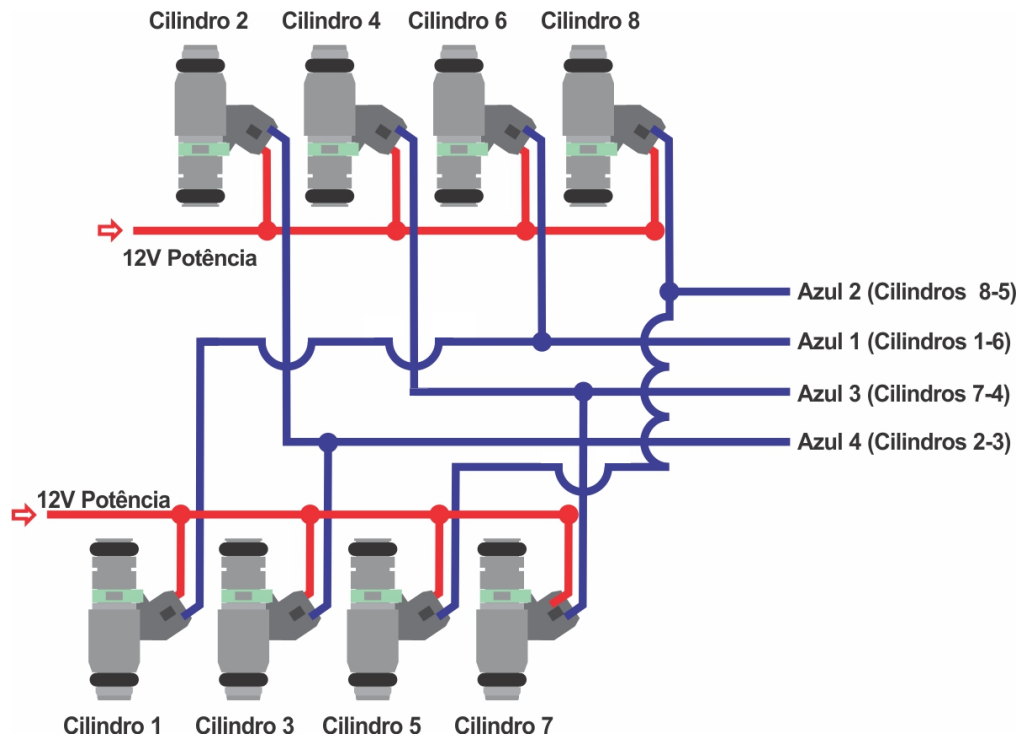 Cilindro 2 Cilindro 4 Cilindro 6 Cilindro 8
12V Potência
Azul 2 (Cilindros 8-5)
Azul 1 (Cilindros 1-6)
Azul 3 (Cilindros 7-4)
Azul 4 (Cilindros 2-3)
12V Potência
Cilindro 1 Cilindro 3 Cilindro 5 Cilindro 7